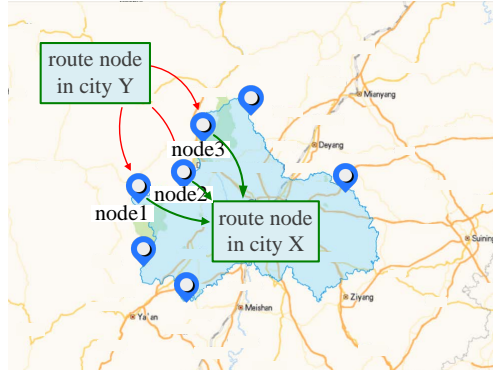 route node
in city Y
Mianyang
node3
Deyang
node2
node1
route node
in city X
Suining
Meishan
Ziyang
Ya'an